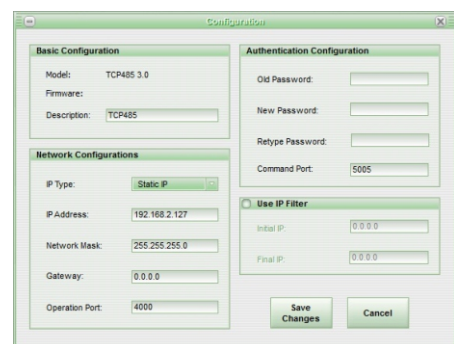 Configuration
Basic Configuration
Model: TCP485 3.0
Firmware:
Description: TCP485
Network Configurations
IP Type: Static IP
IP Address: 192.168.2.127
Network Mask: 255.255.255.0
Gateway: 0.0.0.0
Operation Port: 4000
Authentication Configuration
Old Password:
New Password:
Retype Password:
Command Port: 5005
Use IP Filter
Initial IP: 0.0.0.0
Final IP: 0.0.0.0
Save
Changes
Cancel